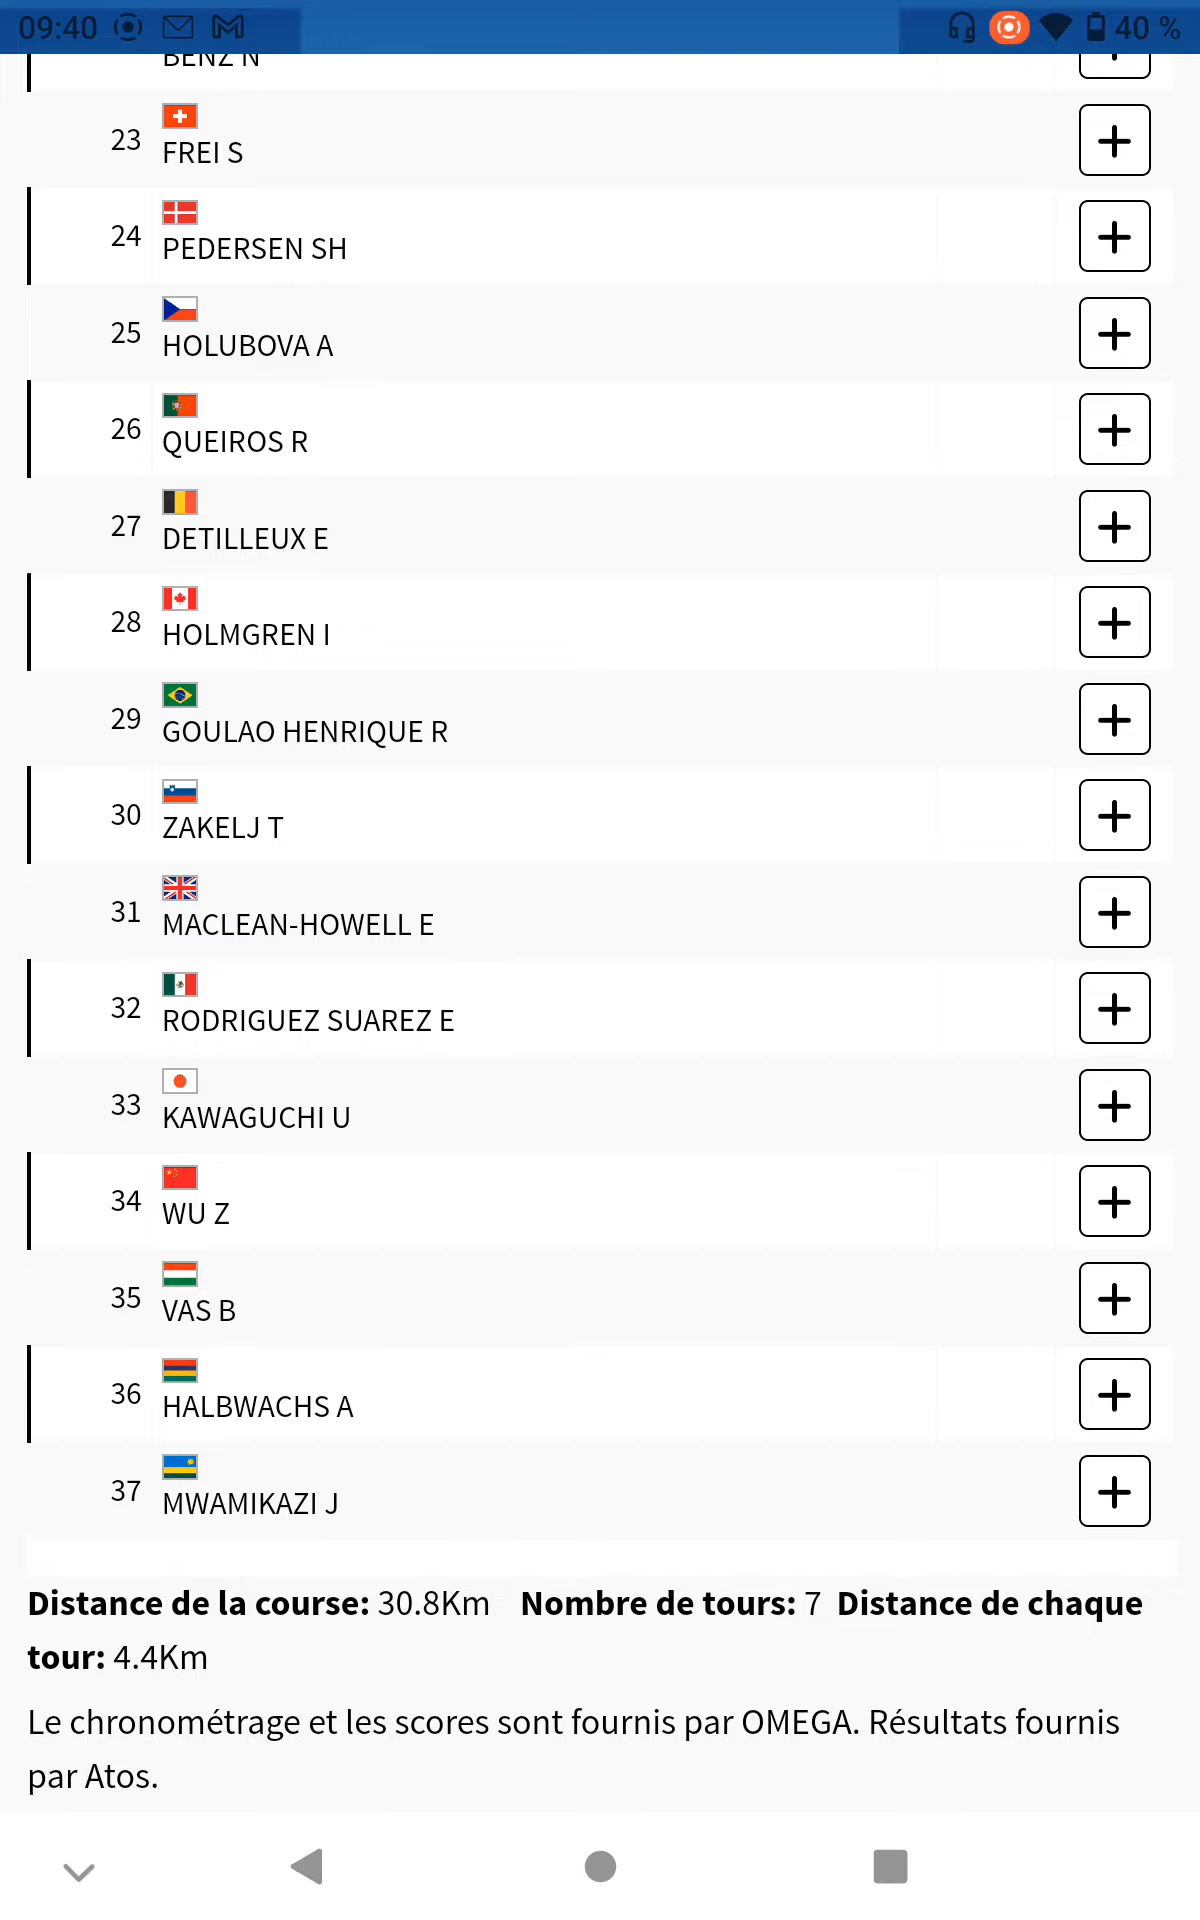 09:40
40 %
BENZ N
23
FREI S
24
PEDERSEN SH
25
HOLUBOVA A
26
QUEIROS R
27
DETILLEUX E
28
HOLMGREN I
29
GOULAO HENRIQUE R
30
ZAKELJ T
31
MACLEAN-HOWELL E
32
RODRIGUEZ SUAREZ E
33
KAWAGUCHI U
34
WU Z
35
VAS B
36
HALBWACHS A
37
MWAMIKAZI J
Distance de la course: 30.8Km Nombre de tours: 7 Distance de chaque
tour: 4.4Km
Le chronométrage et les scores sont fournis par OMEGA. Résultats fournis
par Atos.